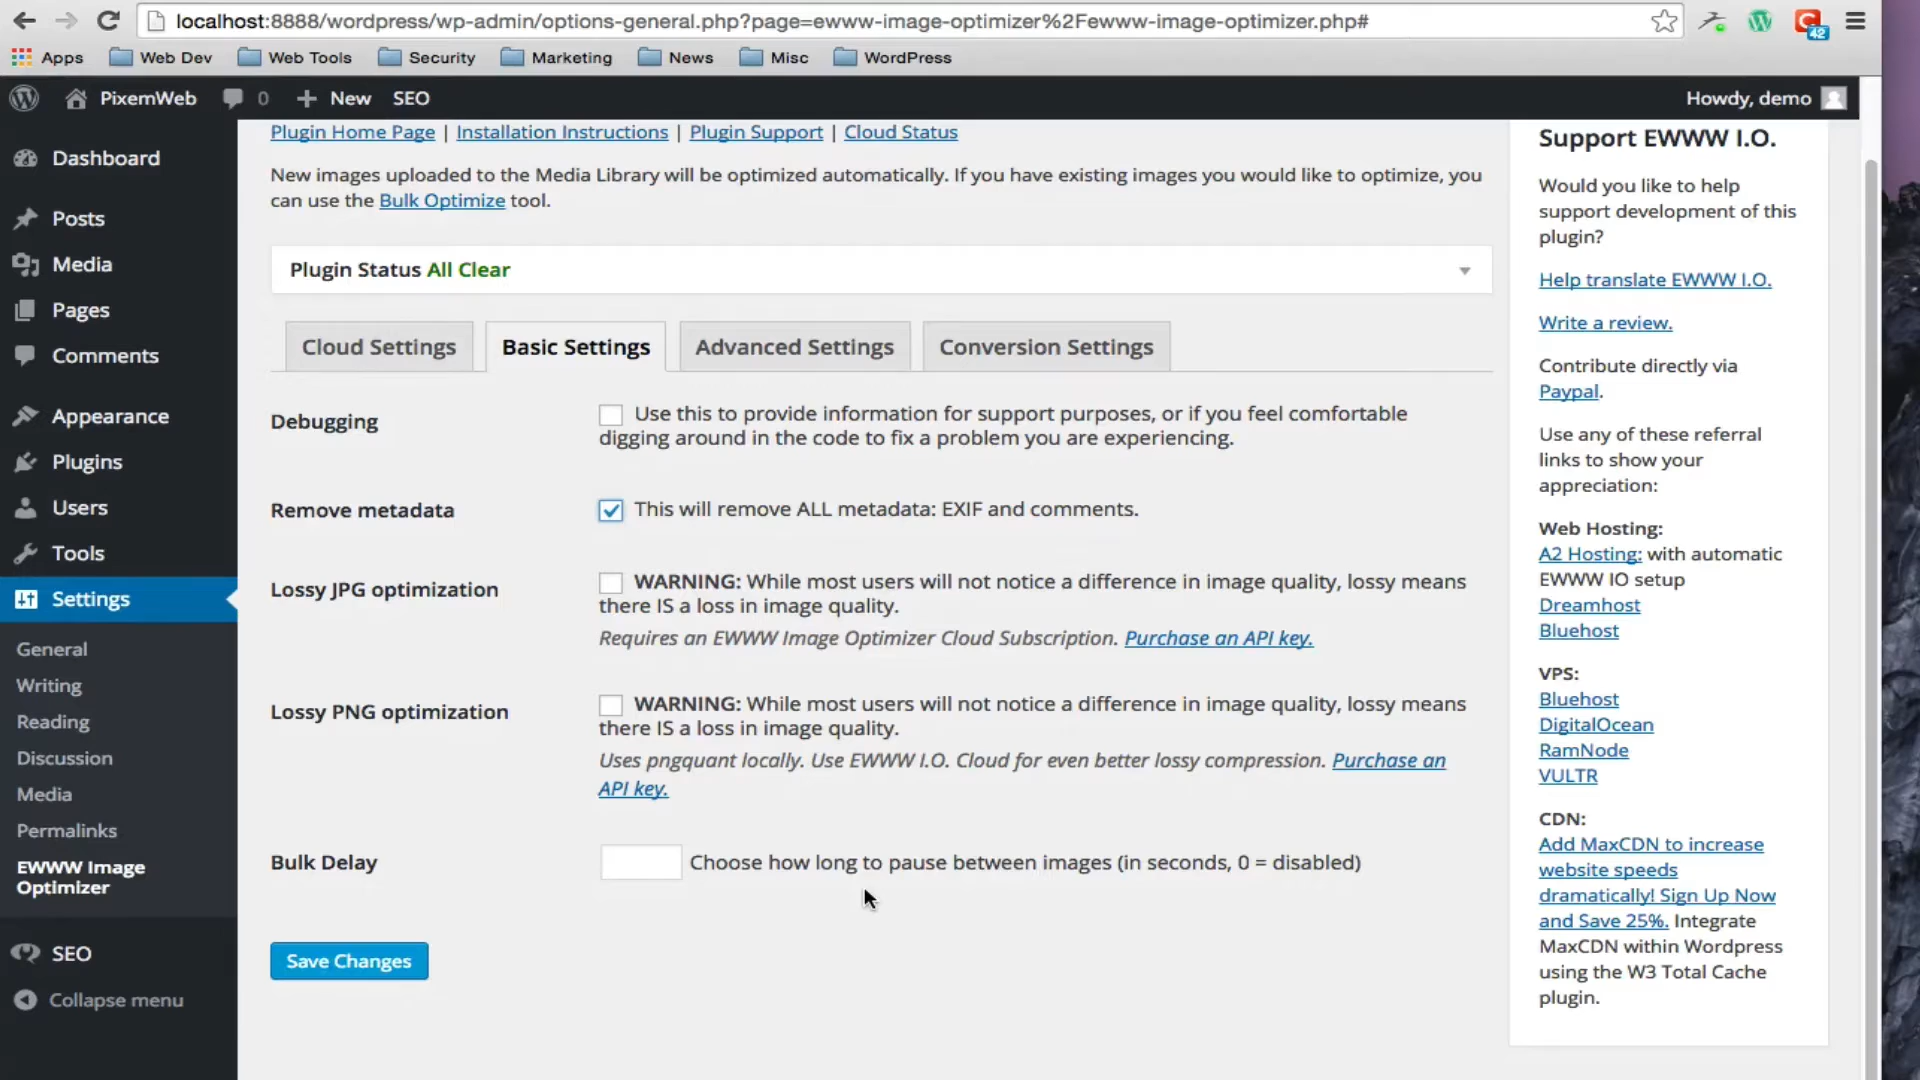 localhost:8888/wordpress/wp-admin/options-general.php?page=ewww-image-optimizer%2Fewww-image-optimizer.php#
42
Apps Web Dev Web Tools Security Marketing News Misc WordPress
PixemWeb 0 New SEO Howdy, demo
Dashboard
Posts
Media
Pages
Comments
Appearance
Plugins
Users
Tools
Settings
General
Writing
Reading
Discussion
Media
Permalinks
EWWW Image
Optimizer
SEO
Collapse menu
Plugin Home Page | Installation Instructions | Plugin Support | Cloud Status
New images uploaded to the Media Library will be optimized automatically. If you have existing images you would like to optimize, you
can use the Bulk Optimize tool.
Plugin Status All Clear
Cloud Settings Basic Settings Advanced Settings Conversion Settings
Debugging
Use this to provide information for support purposes, or if you feel comfortable
digging around in the code to fix a problem you are experiencing.
Remove metadata
This will remove ALL metadata: EXIF and comments.
Lossy JPG optimization
WARNING: While most users will not notice a difference in image quality, lossy means
there IS a loss in image quality.
Requires an EWWW Image Optimizer Cloud Subscription. Purchase an API key.
Lossy PNG optimization
WARNING: While most users will not notice a difference in image quality, lossy means
there IS a loss in image quality.
Uses pngquant locally. Use EWWW I.O. Cloud for even better lossy compression. Purchase an
API key.
Bulk Delay
Choose how long to pause between images (in seconds, 0 = disabled)
Save Changes
Support EWWW I.O.
Would you like to help
support development of this
plugin?
Help translate EWWW I.O.
Write a review.
Contribute directly via
Paypal.
Use any of these referral
links to show your
appreciation:
Web Hosting:
A2 Hosting: with automatic
EWWW IO setup
Dreamhost
Bluehost
VPS:
Bluehost
DigitalOcean
RamNode
VULTR
CDN:
Add MaxCDN to increase
website speeds
dramatically! Sign Up Now
and Save 25%. Integrate
MaxCDN within Wordpress
using the W3 Total Cache
plugin.